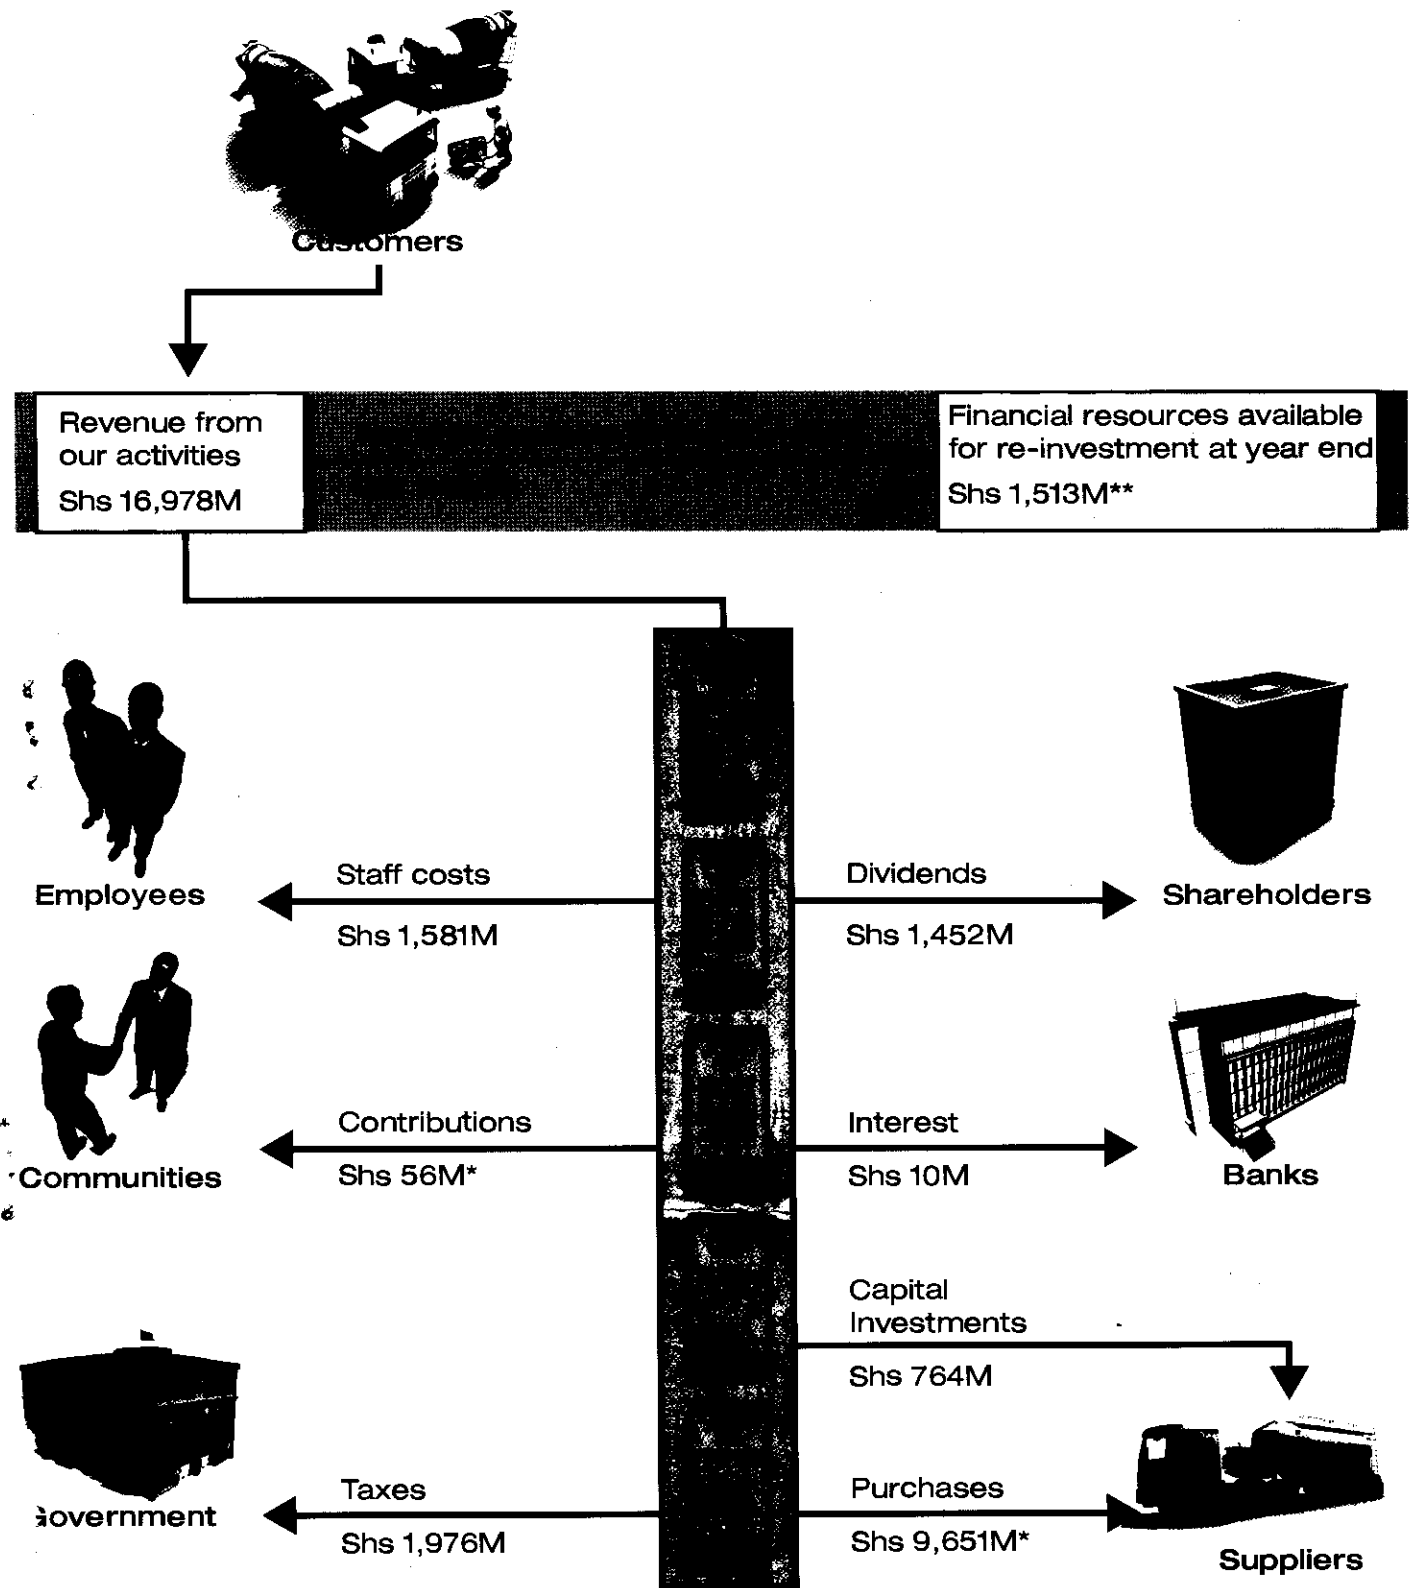 Customers
Revenue from
our activities
Shs 16,978M
Financial resources available
for re-investment at year end
Shs 1,513M**
Employees
Staff costs
Shs 1,581M
Dividends
Shs 1,452M
Shareholders
Communities
Contributions
Shs 56M*
Interest
Shs 10M
Banks
Capital
Investments
Shs 764M
Government
Taxes
Shs 1,976M
Purchases
Shs 9,651M*
Suppliers